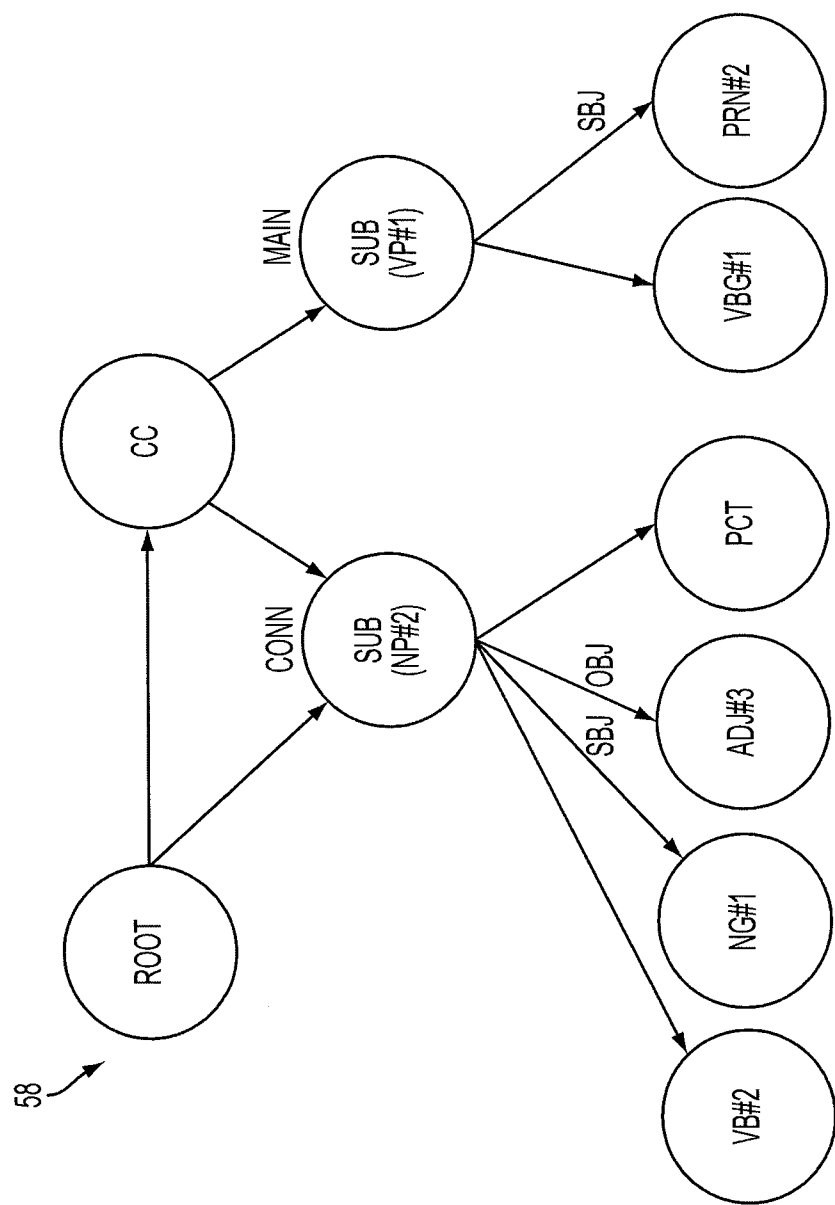 58
ROOT
CC
CONN
MAIN
SUB
(NP#2)
SUB
(VP#1)
SBJ
OBJ
SBJ
VB#2
NG#1
ADJ#3
PCT
VBG#1
PRN#2